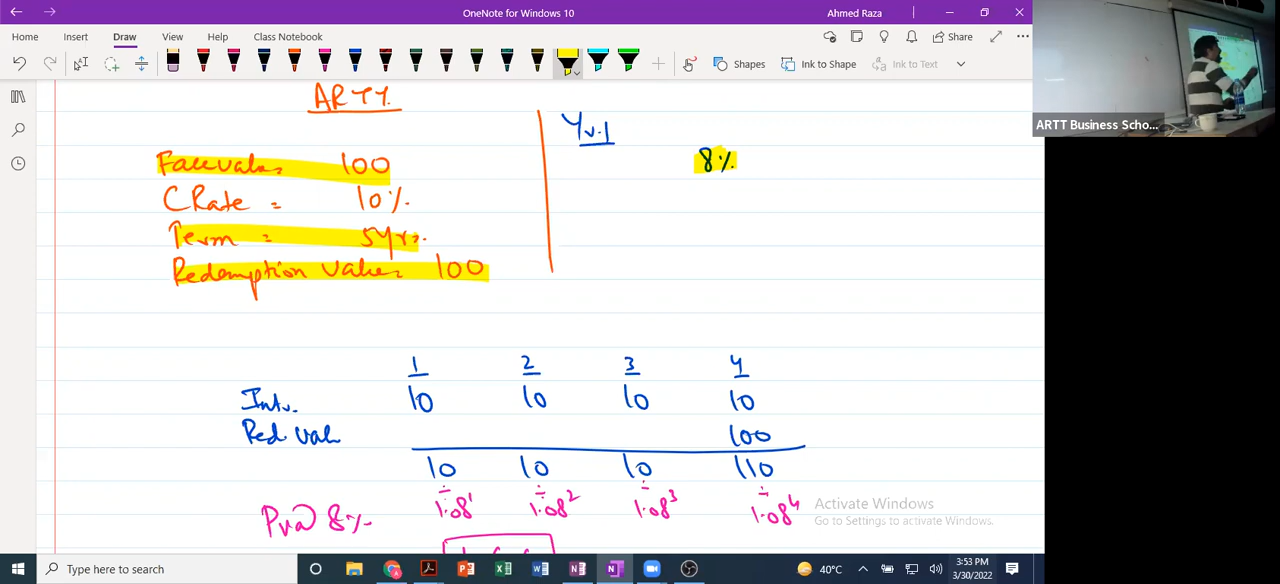 OneNote for Windows 10
Ahmed Raza
Home Insert Draw View Help Class Notebook
Share
Shapes
Ink to Shape
Ink to Text
ARTT
ARTT Business Scho...
Face value 100
C Rate = 10%
Term = 5yrs.
Redemption Value = 100
Yr.1
8%
1 2 3 4
Intr. 10 10 10 10
Red. Val 100
10 10 10 110
÷ ÷ ÷ ÷
Pv@ 8% 1.08¹ 1.08² 1.08³ 1.08⁴
Activate Windows
Go to Settings to activate Windows.
Type here to search
40°C
3:53 PM
3/30/2022